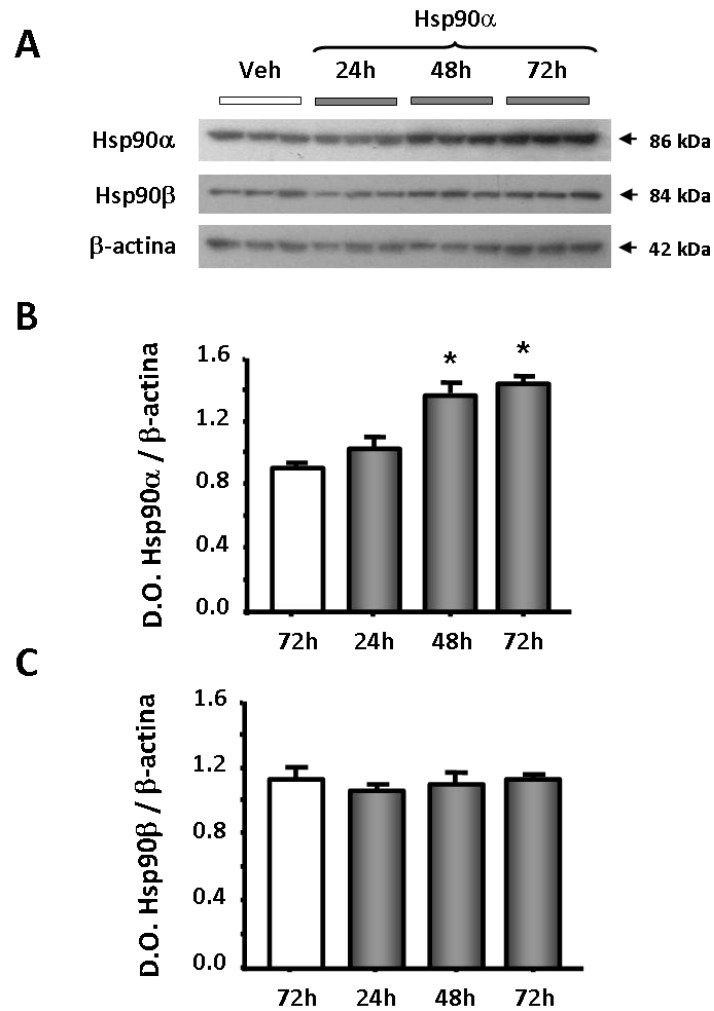 A
Hsp90α
Veh 24h 48h 72h
Hsp90α 86 kDa
Hsp90β 84 kDa
β-actina 42 kDa
B
D.O. Hsp90α / β-actina
1.6
1.2
0.8
0.4
0.0
* *
72h 24h 48h 72h
C
D.O. Hsp90β / β-actina
1.6
1.2
0.8
0.4
0.0
72h 24h 48h 72h